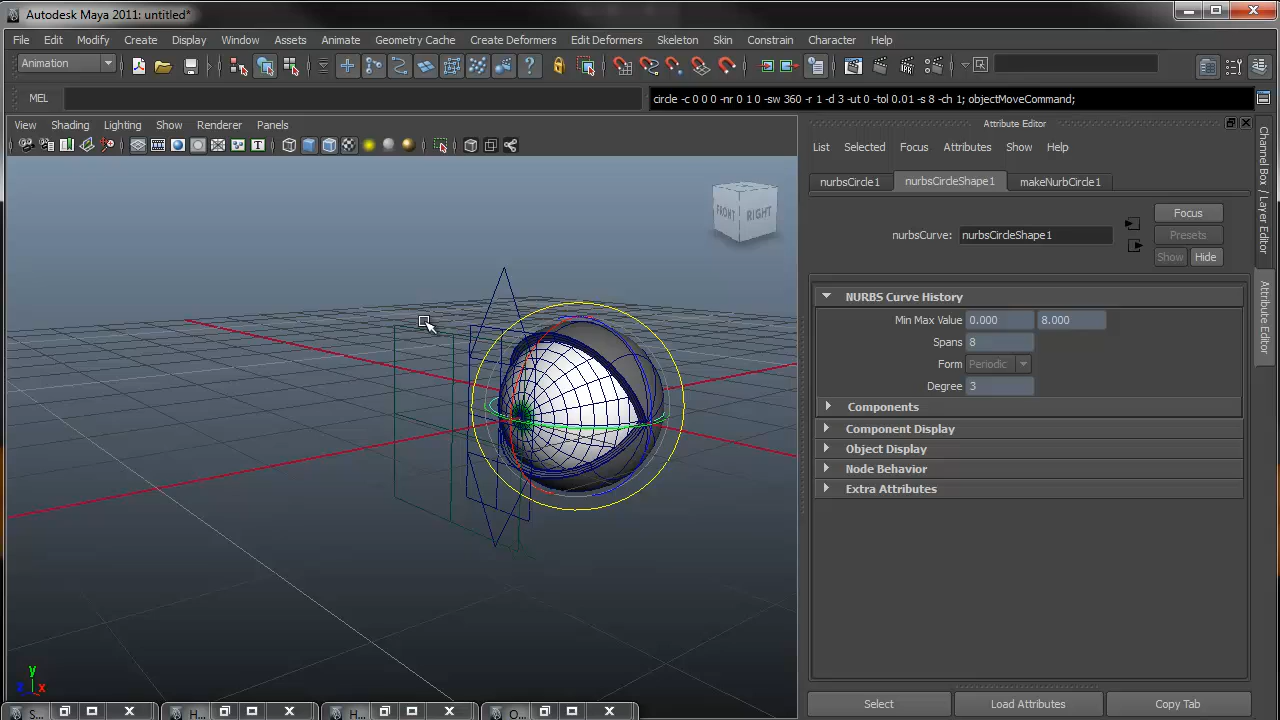 Autodesk Maya 2011: untitled*
File Edit Modify Create Display Window Assets Animate Geometry Cache Create Deformers Edit Deformers Skeleton Skin Constrain Character Help
Animation
MEL circle -c 0 0 0 -nr 0 1 0 -sw 360 -r 1 -d 3 -ut 0 -tol 0.01 -s 8 -ch 1; objectMoveCommand;
View Shading Lighting Show Renderer Panels
FRONT RIGHT
y
z x
Attribute Editor
List Selected Focus Attributes Show Help
nurbsCircle1 nurbsCircleShape1 makeNurbCircle1
Focus
nurbsCurve: nurbsCircleShape1 Presets
Show Hide
NURBS Curve History
Min Max Value 0.000 8.000
Spans 8
Form Periodic
Degree 3
Components
Component Display
Object Display
Node Behavior
Extra Attributes
Select Load Attributes Copy Tab
Channel Box / Layer Editor
Attribute Editor
S... H... H... O...